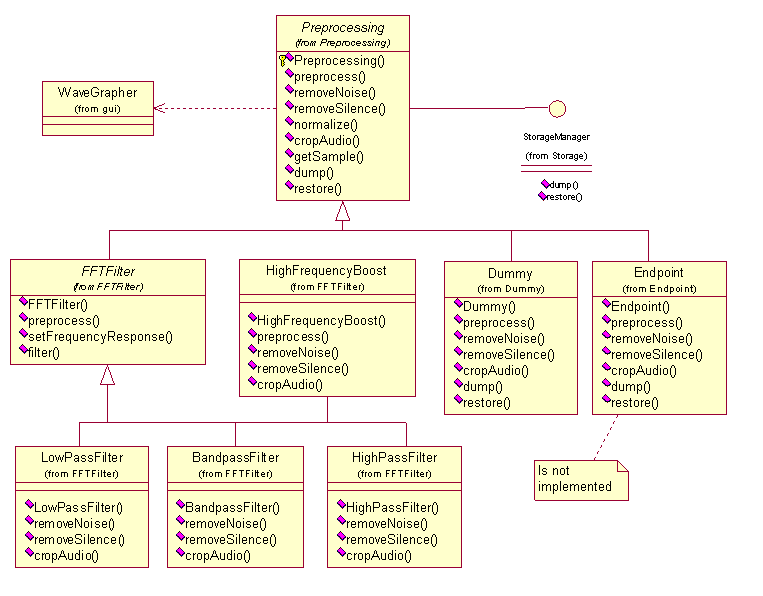 Preprocessing
(from Preprocessing)
Preprocessing()
preprocess()
removeNoise()
removeSilence()
normalize()
cropAudio()
getSample()
dump()
restore()
WaveGrapher
(from gui)
StorageManager
(from Storage)
dump()
restore()
FFTFilter
(from FFTFilter)
FFTFilter()
preprocess()
setFrequencyResponse()
filter()
HighFrequencyBoost
(from FFTFilter)
HighFrequencyBoost()
preprocess()
removeNoise()
removeSilence()
cropAudio()
Dummy
(from Dummy)
Dummy()
preprocess()
removeNoise()
removeSilence()
cropAudio()
dump()
restore()
Endpoint
(from Endpoint)
Endpoint()
preprocess()
removeNoise()
removeSilence()
cropAudio()
dump()
restore()
LowPassFilter
(from FFTFilter)
LowPassFilter()
removeNoise()
removeSilence()
cropAudio()
BandpassFilter
(from FFTFilter)
BandpassFilter()
removeNoise()
removeSilence()
cropAudio()
HighPassFilter
(from FFTFilter)
HighPassFilter()
removeNoise()
removeSilence()
cropAudio()
Is not
implemented